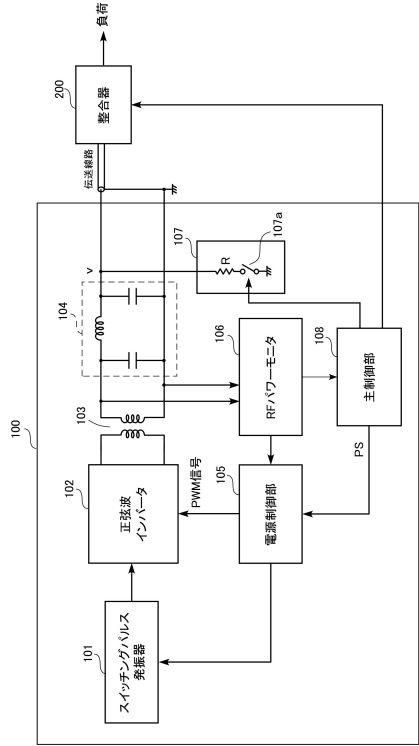 100
101
スイッチングパルス
発振器
102
正弦波
インバータ
103
104
v
伝送線路
200
整合器
負荷
107
R
107a
PWM信号
105
電源制御部
106
RFパワーモニタ
PS
108
主制御部